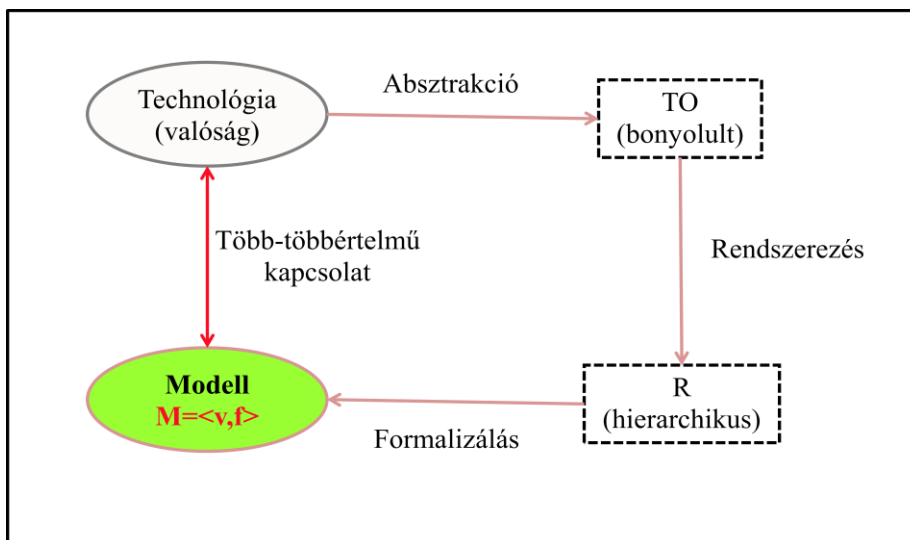 Technológia
(valóság)
Absztrakció
TO
(bonyolult)
Több-többértelmű
kapcsolat
Rendszerezés
Modell
M=<v,f>
Formalizálás
R
(hierarchikus)